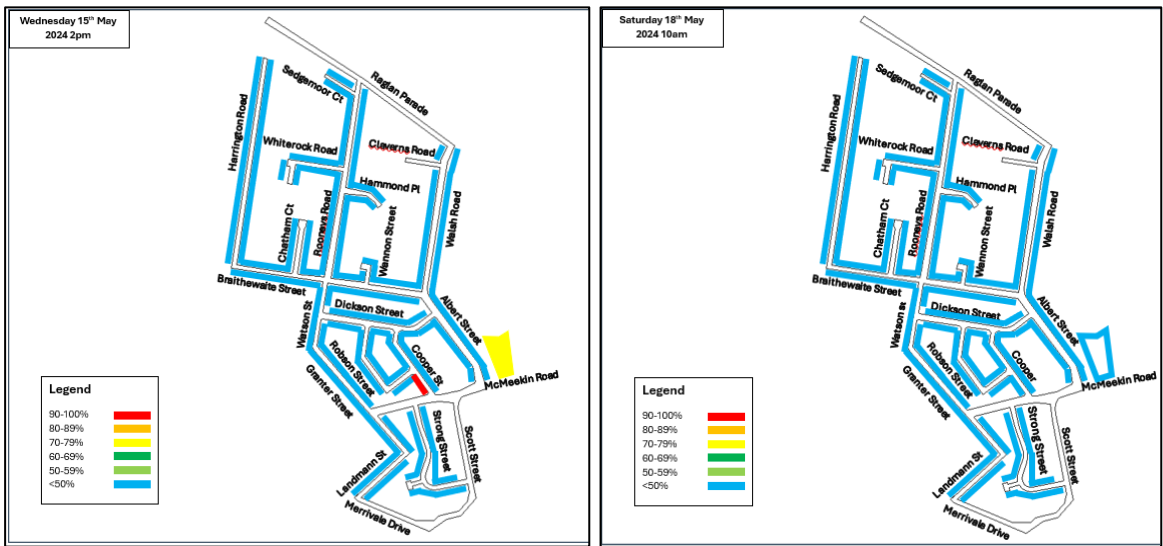 Wednesday 15th May
2024 2pm
Sedgemoor Ct
Raglan Parade
Harrington Road
Whiterock Road
Claverns Road
Hammond Pl
Chatham Ct
Rooneys Road
Wannon Street
Walsh Road
Braithewaite Street
Dickson Street
Albert Street
Watson St
Robson Street
Cooper St
McMeekin Road
Granter Street
Strong Street
Scott Street
Landmann St
Merrivale Drive
Legend
90-100%
80-89%
70-79%
60-69%
50-59%
<50%
Saturday 18th May
2024 10am
Sedgemoor Ct
Raglan Parade
Harrington Road
Whiterock Road
Claverns Road
Hammond Pl
Chatham Ct
Rooneys Road
Wannon Street
Walsh Road
Braithewaite Street
Dickson Street
Albert Street
Watson st
Robson Street
Cooper
McMeekin Road
Granter Street
Strong Street
Scott Street
Landmann St
Merrivale Drive
Legend
90-100%
80-89%
70-79%
60-69%
50-59%
<50%